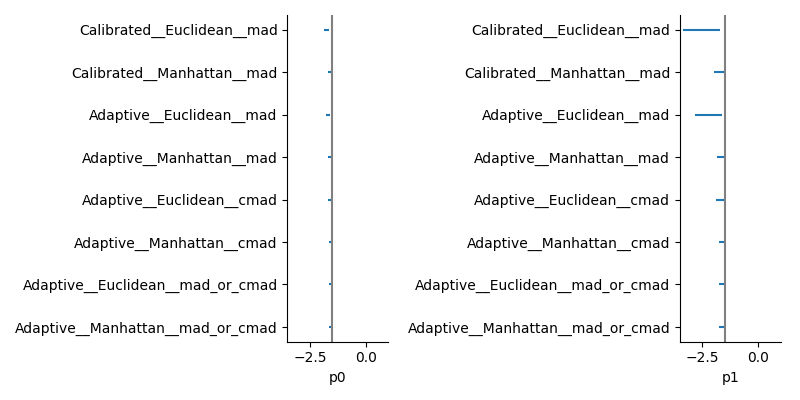 Calibrated__Euclidean__mad
Calibrated__Manhattan__mad
Adaptive__Euclidean__mad
Adaptive__Manhattan__mad
Adaptive__Euclidean__cmad
Adaptive__Manhattan__cmad
Adaptive__Euclidean__mad_or_cmad
Adaptive__Manhattan__mad_or_cmad
−2.5 0.0
p0
Calibrated__Euclidean__mad
Calibrated__Manhattan__mad
Adaptive__Euclidean__mad
Adaptive__Manhattan__mad
Adaptive__Euclidean__cmad
Adaptive__Manhattan__cmad
Adaptive__Euclidean__mad_or_cmad
Adaptive__Manhattan__mad_or_cmad
−2.5 0.0
p1